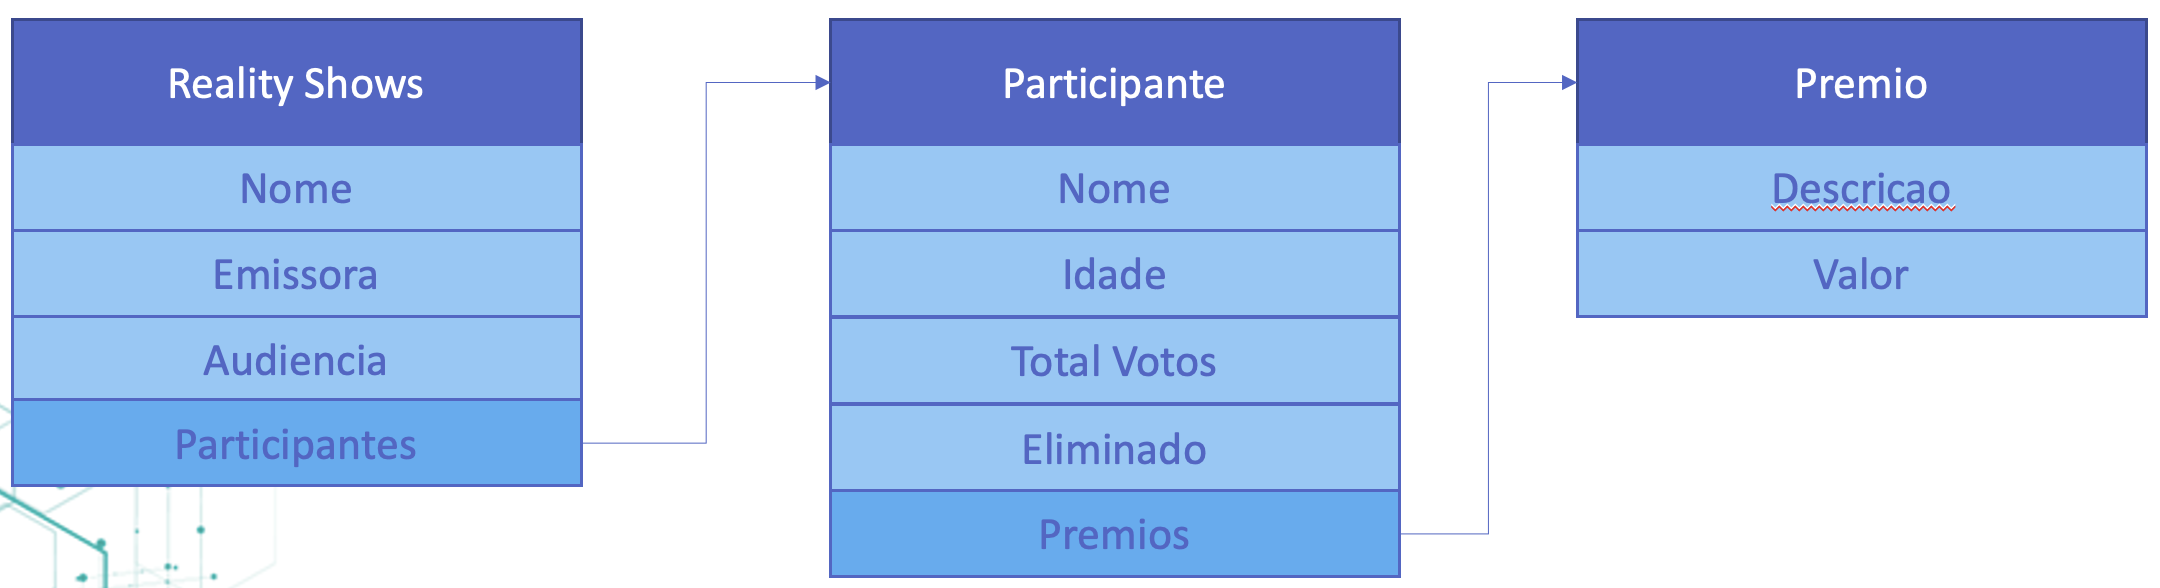 Reality Shows
Nome
Emissora
Audiencia
Participantes
Participante
Nome
Idade
Total Votos
Eliminado
Premios
Premio
Descricao
Valor